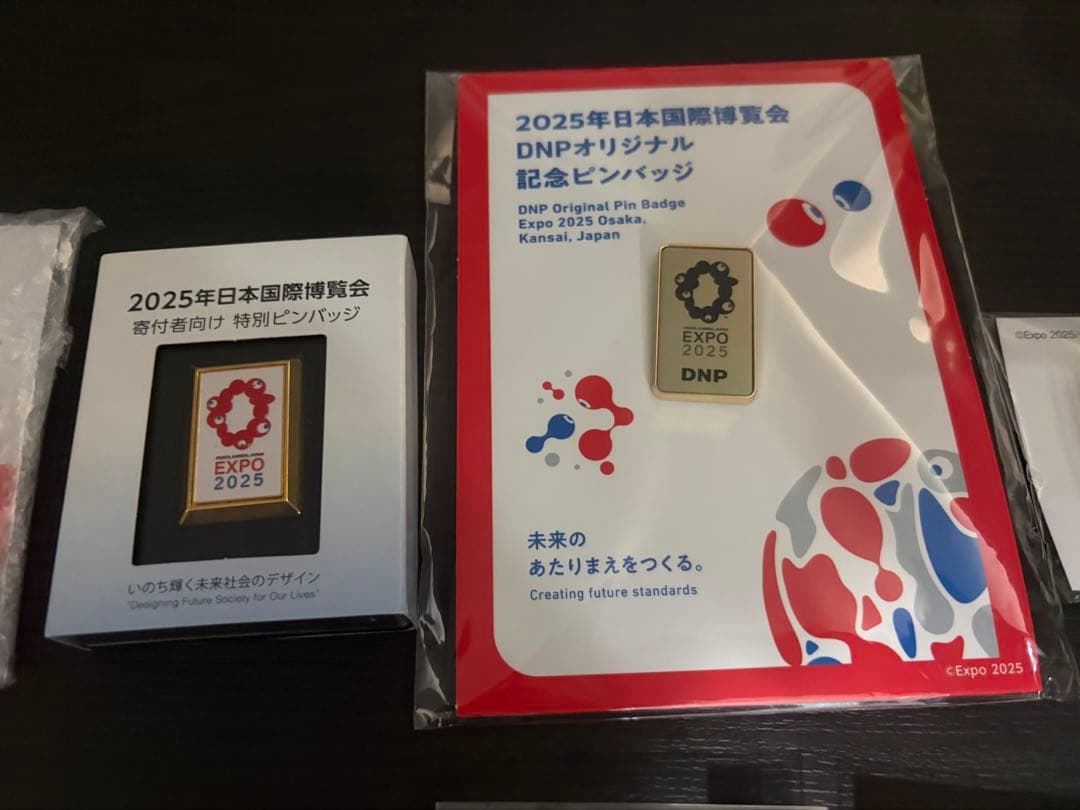 2025年日本国際博覧会
寄付者向け 特別ピンバッジ
EXPO
2025
いのち輝く未来社会のデザイン
"Designing Future Society for Our Lives"
2025年日本国際博覧会
DNPオリジナル
記念ピンバッジ
DNP Original Pin Badge
Expo 2025 Osaka,
Kansai, Japan
OSAKA, KANSAI, JAPAN
EXPO
2025
DNP
未来の
あたりまえをつくる。
Creating future standards
©Expo 2025
©Expo 2025